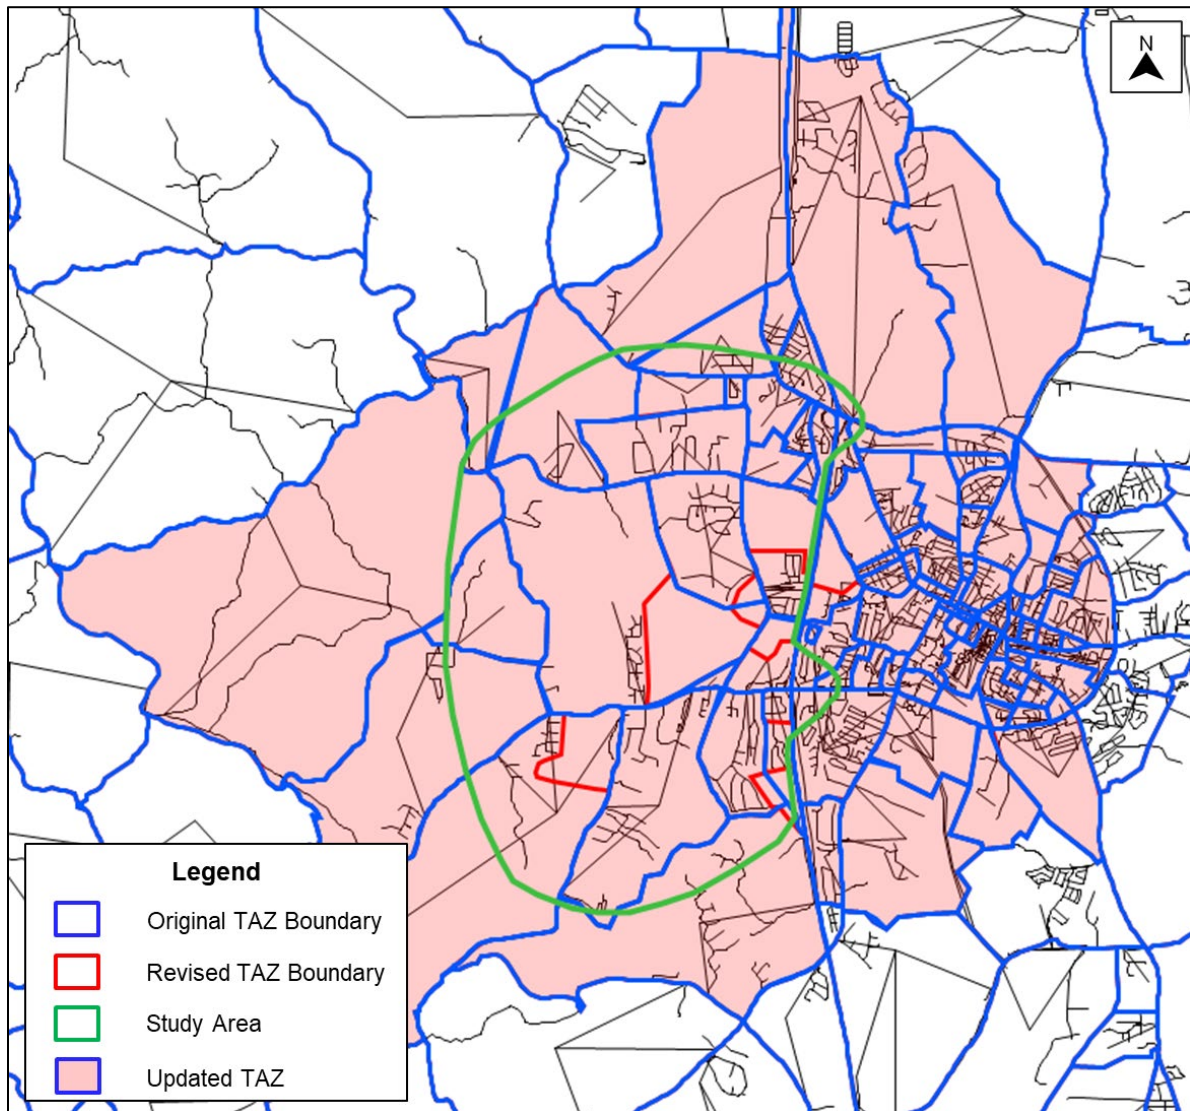 N
Legend
Original TAZ Boundary
Revised TAZ Boundary
Study Area
Updated TAZ